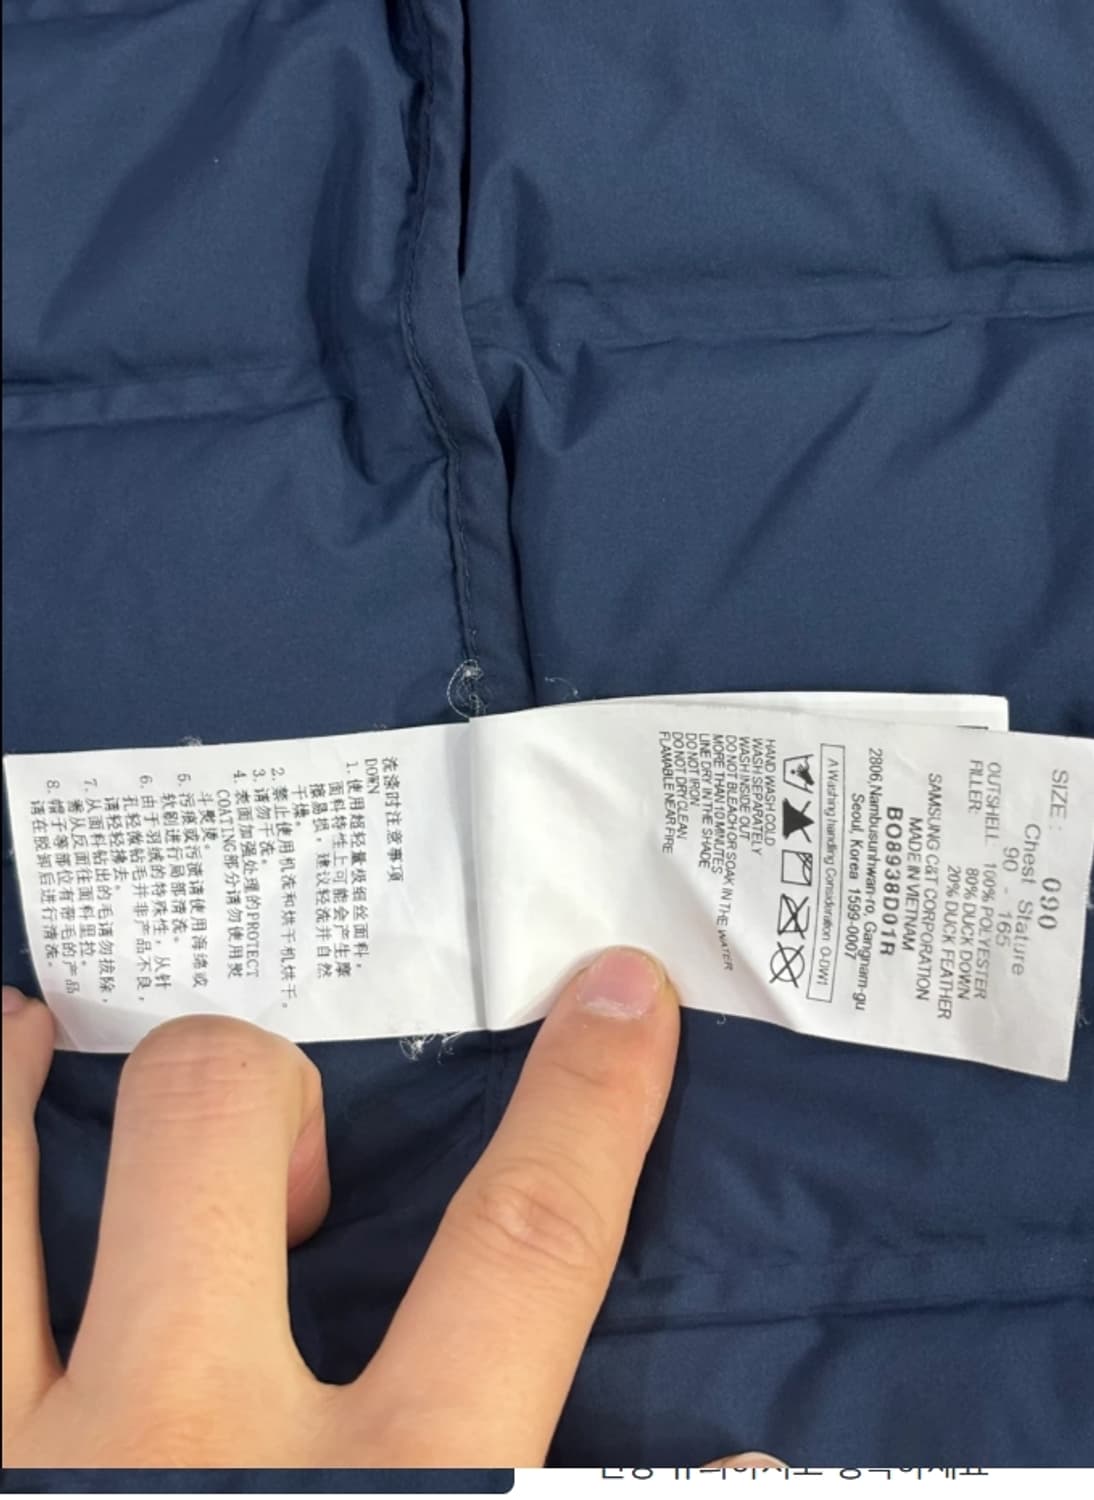 SIZE : 090
Chest Stature
90 - 165
OUTSHELL: 100% POLYESTER
FILLER: 80% DUCK DOWN
20% DUCK FEATHER
SAMSUNG C&T CORPORATION
MADE IN VIETNAM
BO8938D01R
2806, Nambusunhwan-ro, Gangnam-gu
Seoul, Korea 1599-0007
A Washing handing Consideration 0-DW1
HAND WASH COLD
WASH SEPARATELY
WASH INSIDE OUT
DO NOT BLEACH OR SOAK IN THE WATER
MORE THAN 10 MINUTES
LINE DRY IN THE SHADE
DO NOT IRON
DO NOT DRY CLEAN
FLAMABLE NEAR FIRE
洗涤时注意事项
DOWN
1. 使用超轻量级细丝面料，
面料特性上可能会产生摩
擦易损，建议轻洗并自然
干燥。
2. 禁止使用机洗和烘干机烘干。
3. 请勿干洗。
4. 表面加强处理的PROTECT
COATING部分请勿使用熨
斗熨烫。
5. 污痕或污渍请使用海绵或
软刷进行局部清洗。
6. 由于羽绒的特殊性，从针
孔轻微钻毛并非产品不良，
请轻轻拂去。
7. 从面料钻出的毛请勿拔除，
需从反面往面料里拉。
8. 帽子等部位有带毛的产品
请在脱卸后进行清洗。